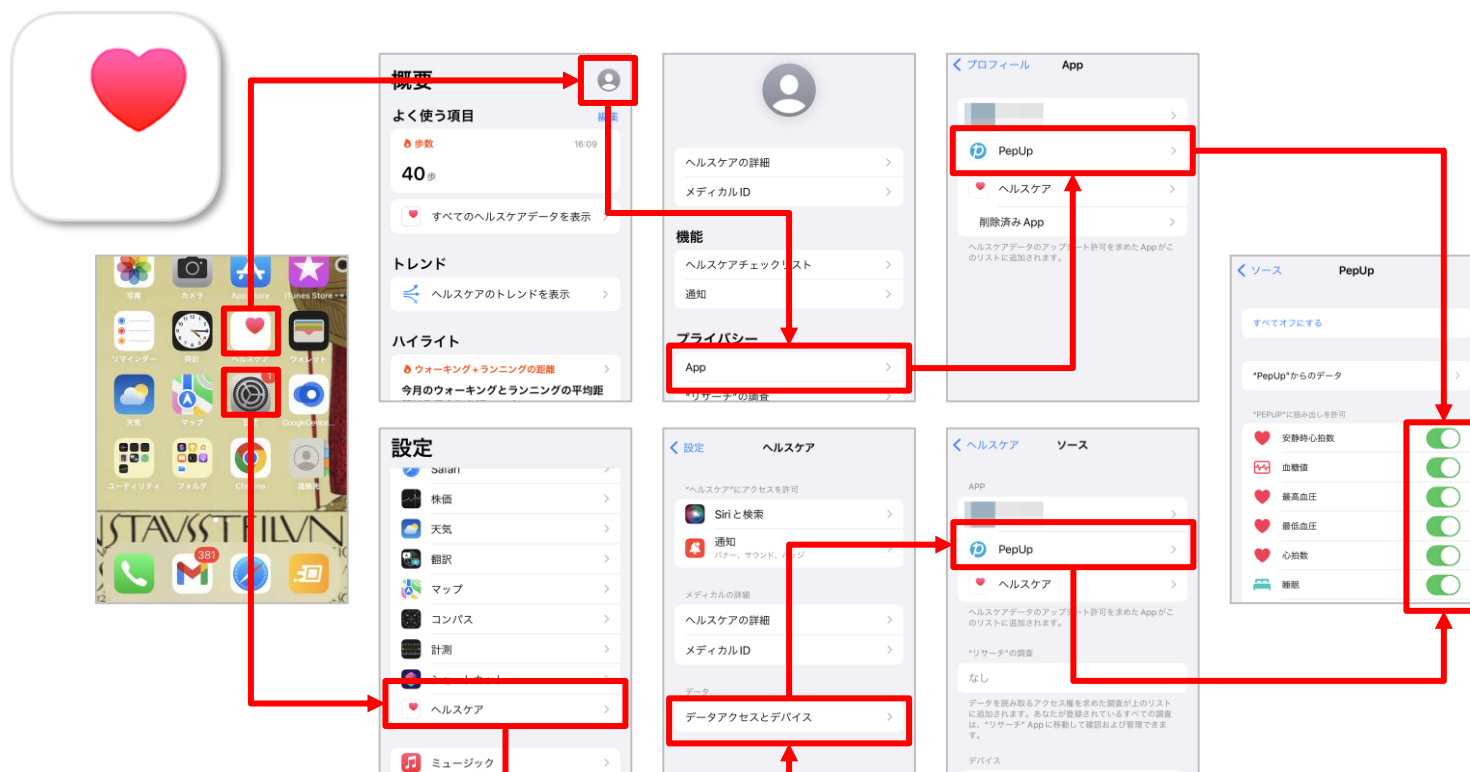 写真
カメラ
App Store
iTunes Store
リマインダー
時計
ヘルスケア
ウォレット
1
天気
マップ
設定
ユーティリティ
フォルダ
Chrome
連絡先
381
概要
よく使う項目
編集
歩数
16:09
40歩
すべてのヘルスケアデータを表示
トレンド
ヘルスケアのトレンドを表示
ハイライト
ウォーキング+ランニングの距離
今月のウォーキングとランニングの平均距
ヘルスケアの詳細
メディカルID
機能
ヘルスケアチェックリスト
通知
プライバシー
App
"リサーチ"の調査
プロフィール
App
PepUp
ヘルスケア
削除済み App
ヘルスケアデータのアップデート許可を求めた Appがこ
のリストに追加されます。
設定
Safari
株価
天気
翻訳
マップ
コンパス
計測
ショートカット
ヘルスケア
ミュージック
設定
ヘルスケア
"ヘルスケア"にアクセスを許可
Siriと検索
通知
バナー、サウンド、バッジ
メディカルの詳細
ヘルスケアの詳細
メディカルID
データ
データアクセスとデバイス
ヘルスケア
ソース
APP
PepUp
ヘルスケア
ヘルスケアデータのアップデート許可を求めた Appがこ
のリストに追加されます。
"リサーチ"の調査
なし
データを読み取るアクセス権を求めた調査が上のリスト
に追加されます。あなたが登録されているすべての調査
は、"リサーチ" Appに移動して確認および管理できま
す。
デバイス
ソース
PepUp
すべてオフにする
"PepUp"からのデータ
"PEPUP"に読み出しを許可
安静時心拍数
血糖値
最高血圧
最低血圧
心拍数
睡眠